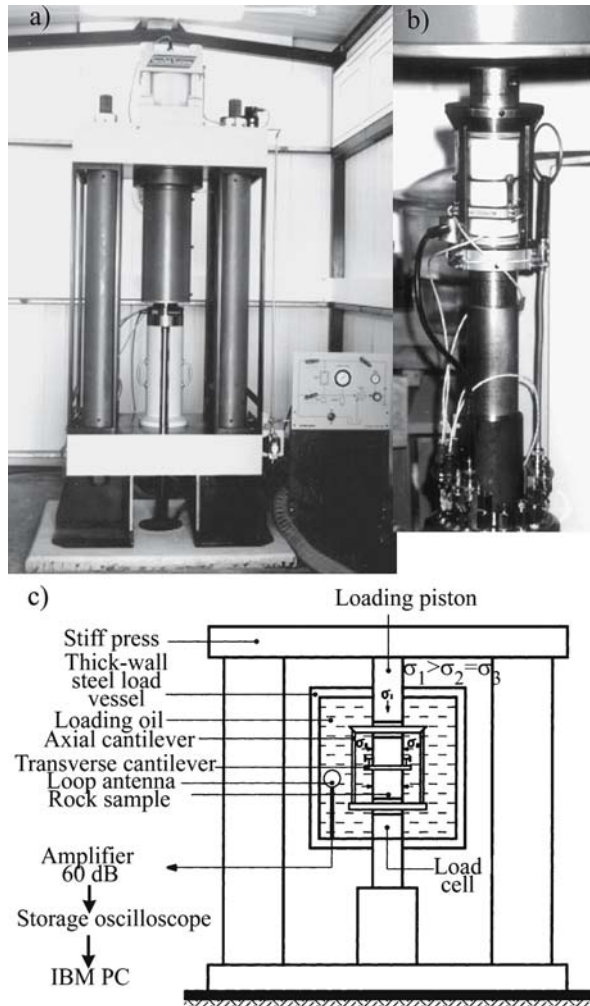 a)
b)
c)
Loading piston
Stiff press
σ₁>σ₂=σ₃
Thick-wall
steel load
vessel
σ₁
Loading oil
Axial cantilever
Transverse cantilever
Loop antenna
Rock sample
Amplifier
60 dB
Load
cell
Storage oscilloscope
IBM PC